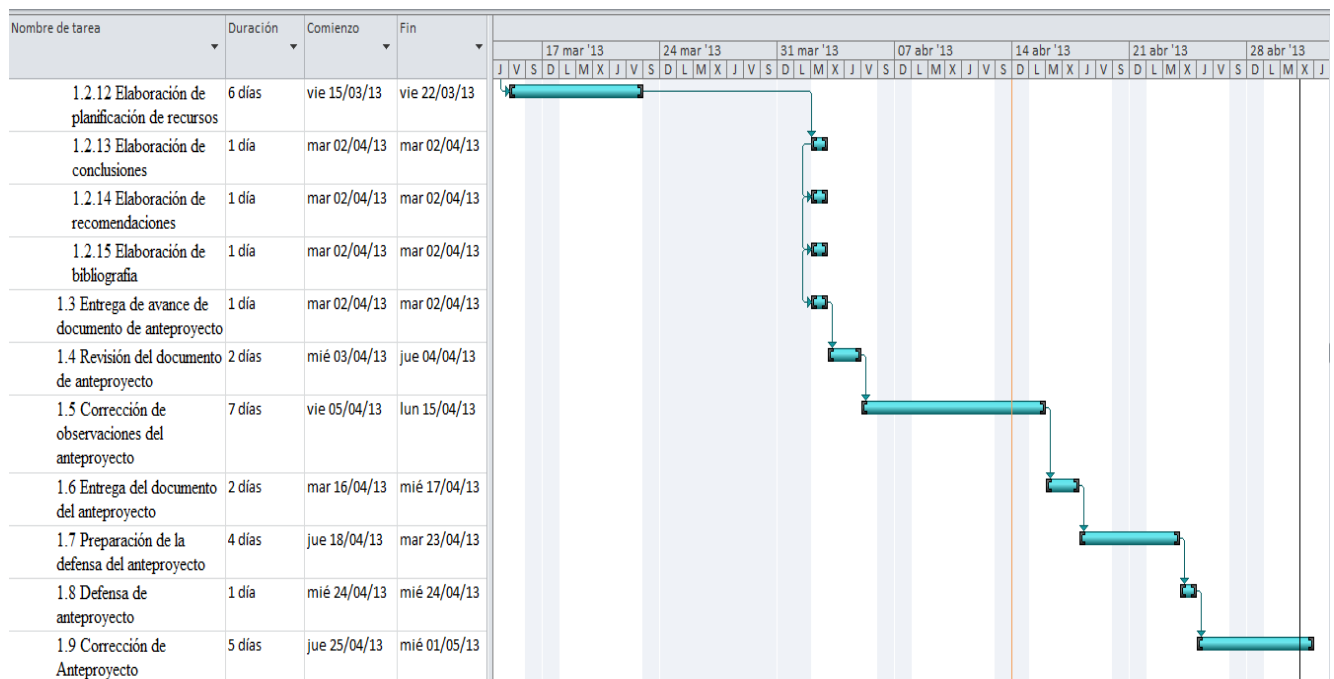 Nombre de tarea Duración Comienzo Fin
17 mar '13 24 mar '13 31 mar '13 07 abr '13 14 abr '13 21 abr '13 28 abr '13
J V S D L M X J V S D L M X J V S D L M X J V S D L M X J V S D L M X J V S D L M X J V S D L M X J
1.2.12 Elaboración de 6 días vie 15/03/13 vie 22/03/13
planificación de recursos
1.2.13 Elaboración de 1 día mar 02/04/13 mar 02/04/13
conclusiones
1.2.14 Elaboración de 1 día mar 02/04/13 mar 02/04/13
recomendaciones
1.2.15 Elaboración de 1 día mar 02/04/13 mar 02/04/13
bibliografía
1.3 Entrega de avance de 1 día mar 02/04/13 mar 02/04/13
documento de anteproyecto
1.4 Revisión del documento 2 días mié 03/04/13 jue 04/04/13
de anteproyecto
1.5 Corrección de 7 días vie 05/04/13 lun 15/04/13
observaciones del
anteproyecto
1.6 Entrega del documento 2 días mar 16/04/13 mié 17/04/13
del anteproyecto
1.7 Preparación de la 4 días jue 18/04/13 mar 23/04/13
defensa del anteproyecto
1.8 Defensa de 1 día mié 24/04/13 mié 24/04/13
anteproyecto
1.9 Corrección de 5 días jue 25/04/13 mié 01/05/13
Anteproyecto